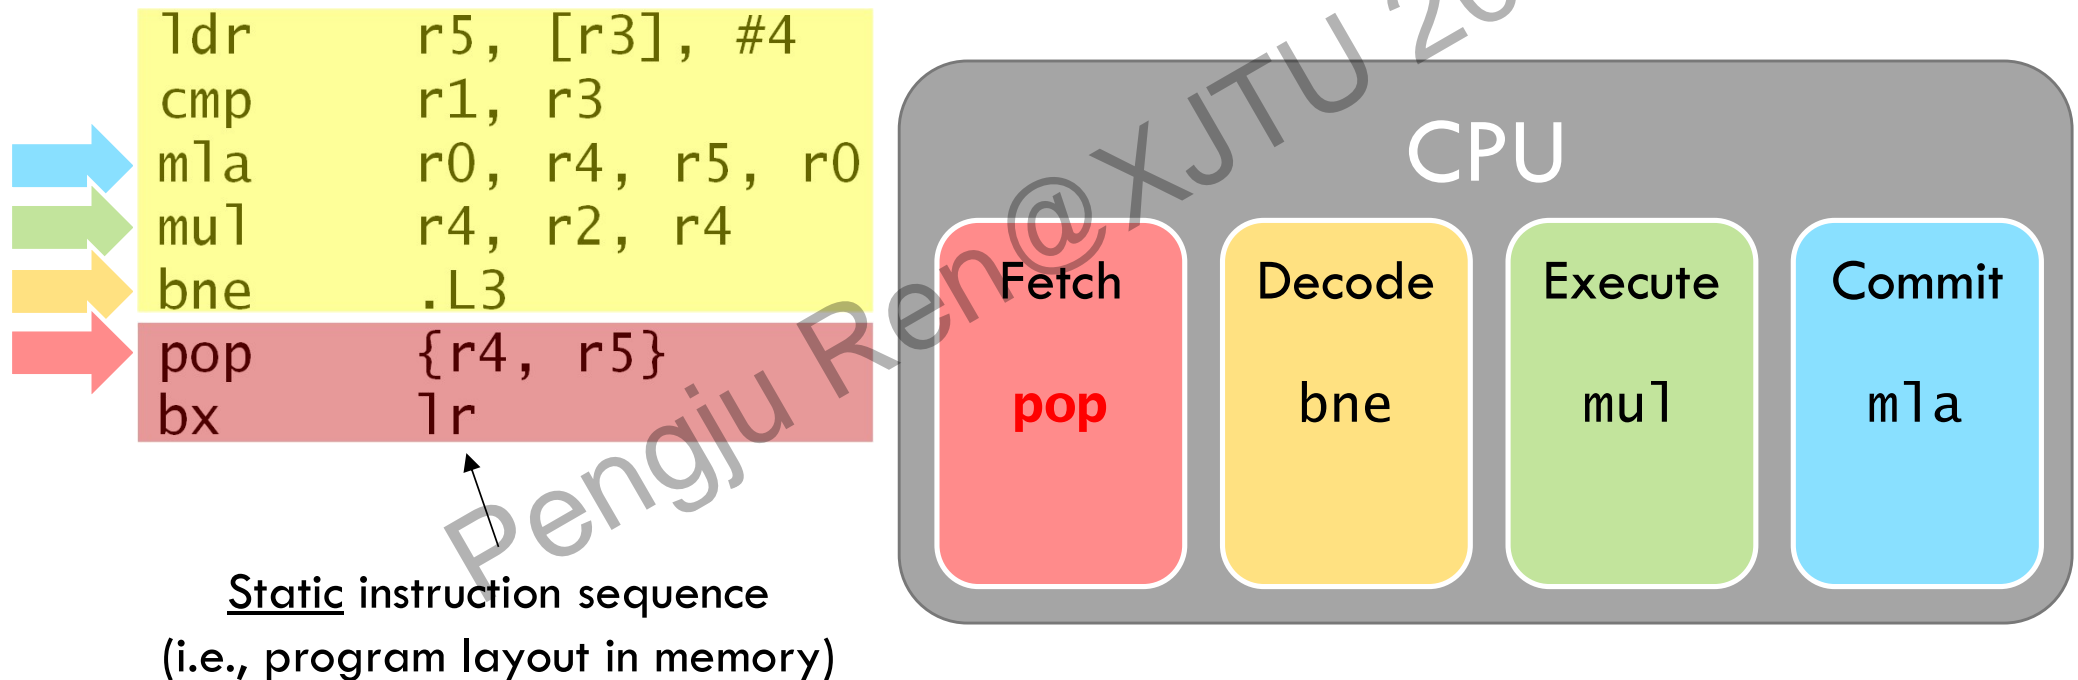 ldr r5, [r3], #4
cmp r1, r3
mla r0, r4, r5, r0
mul r4, r2, r4
bne .L3
pop {r4, r5}
bx lr
Static instruction sequence
(i.e., program layout in memory)
CPU
Fetch
pop
Decode
bne
Execute
mul
Commit
mla
Pengju Ren@XJTU